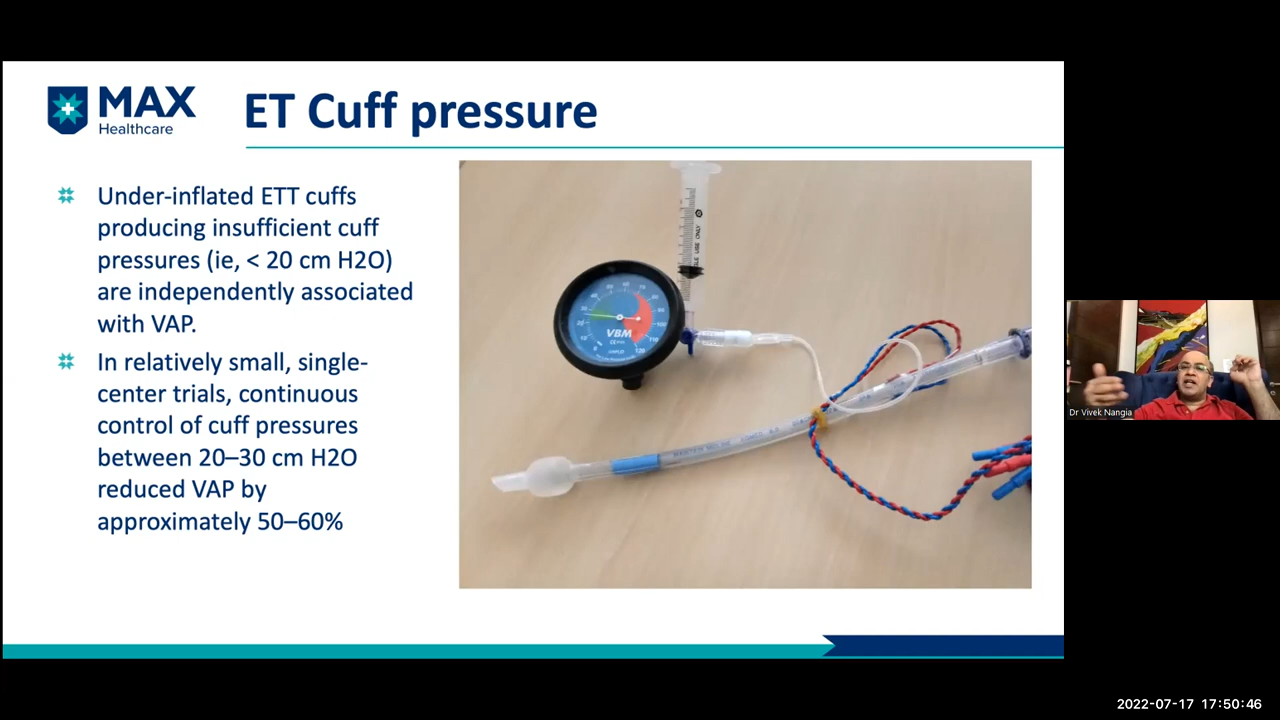 MAX
Healthcare
ET Cuff pressure
Under-inflated ETT cuffs
producing insufficient cuff
pressures (ie, < 20 cm H2O)
are independently associated
with VAP.
In relatively small, single-
center trials, continuous
control of cuff pressures
between 20–30 cm H2O
reduced VAP by
approximately 50–60%
VBM
Dr Vivek Nangia
2022-07-17 17:50:46